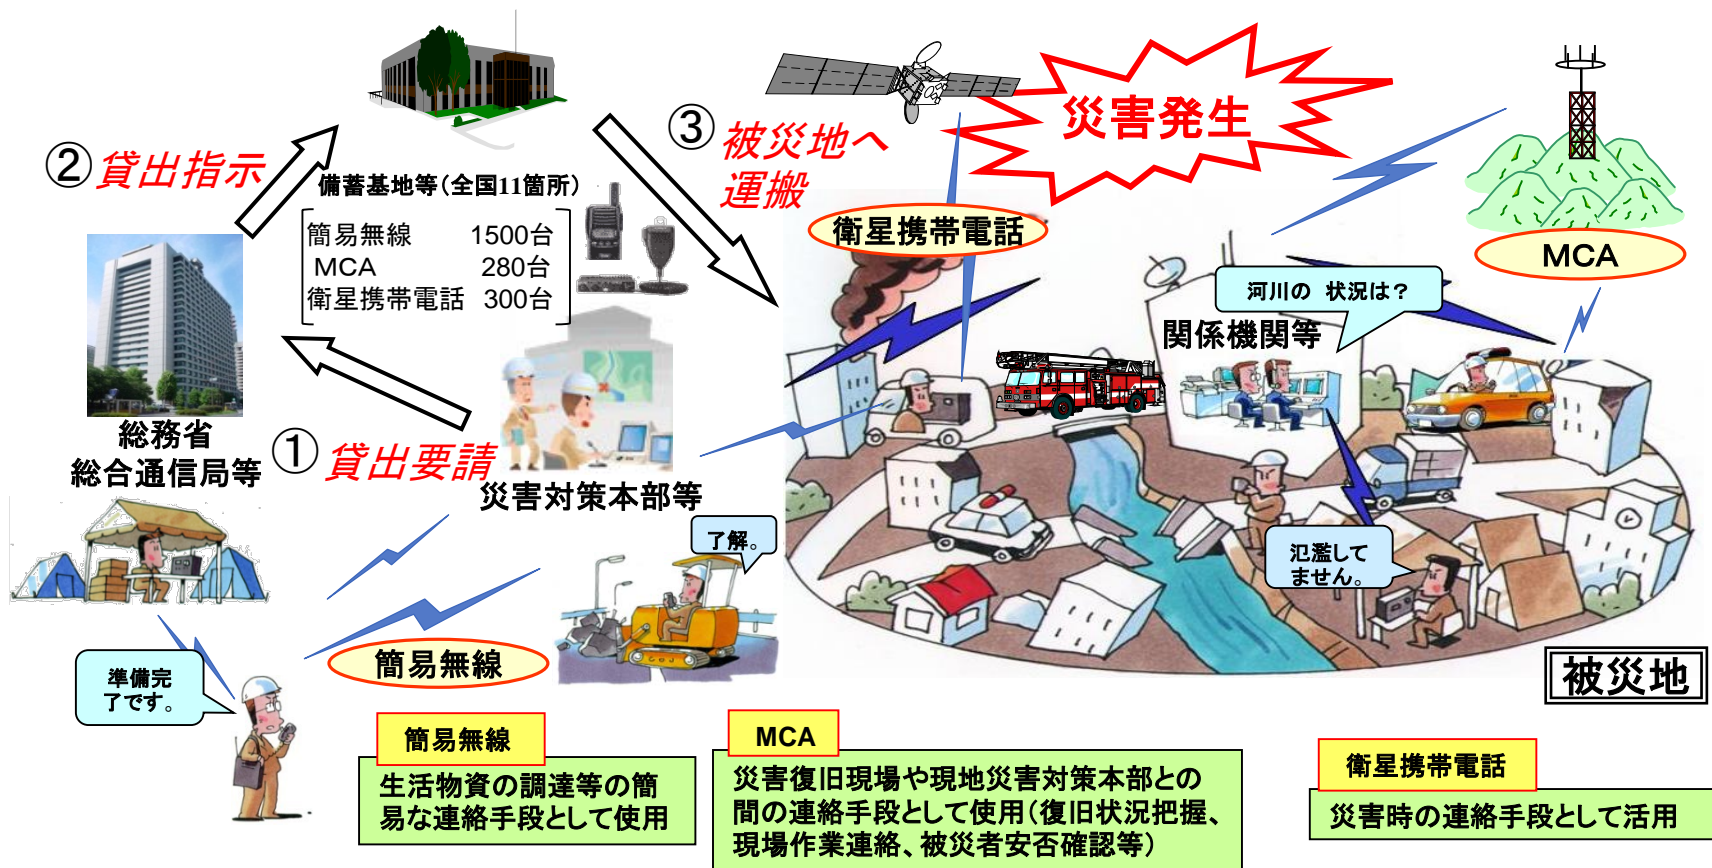 災害発生
③
被災地へ
運搬
②貸出指示
備蓄基地等(全国11箇所)
簡易無線 1500台
MCA 280台
衛星携帯電話 300台
衛星携帯電話
MCA
河川の 状況は？
関係機関等
総務省
総合通信局等
①貸出要請
災害対策本部等
了解。
氾濫して
ません。
簡易無線
準備完
了です。
被災地
簡易無線
生活物資の調達等の簡
易な連絡手段として使用
MCA
災害復旧現場や現地災害対策本部との
間の連絡手段として使用(復旧状況把握、
現場作業連絡、被災者安否確認等)
衛星携帯電話
災害時の連絡手段として活用